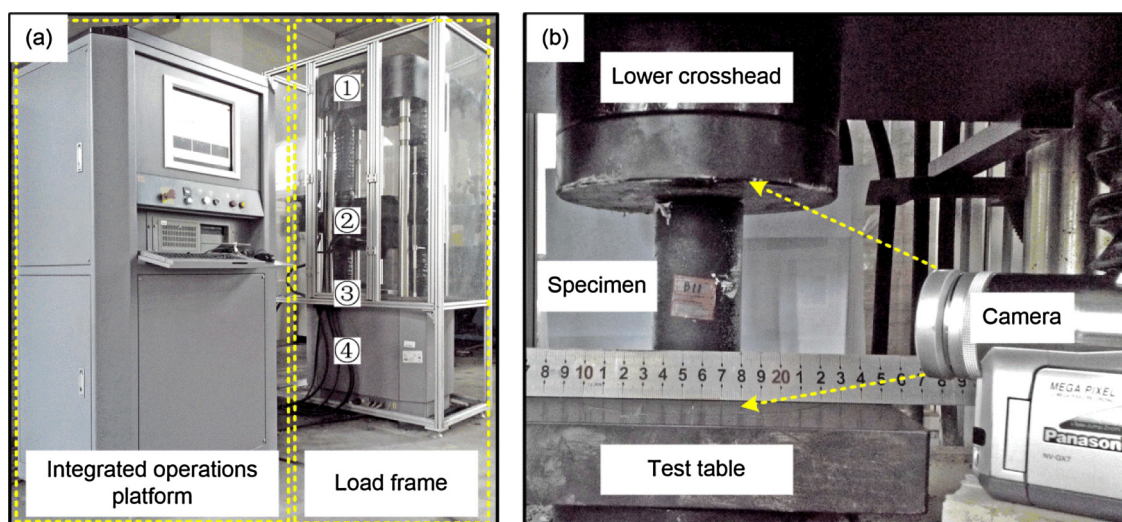 (a)
①
②
③
④
Integrated operations
platform
Load frame
(b)
Lower crosshead
Specimen
B11
Camera
7 8 9 10 1 2 3 4 5 6 7 8 9 20 1 2 3 4 5 6 7 8 9
MEGA PIXEL
Panason
NV-GX7
Test table